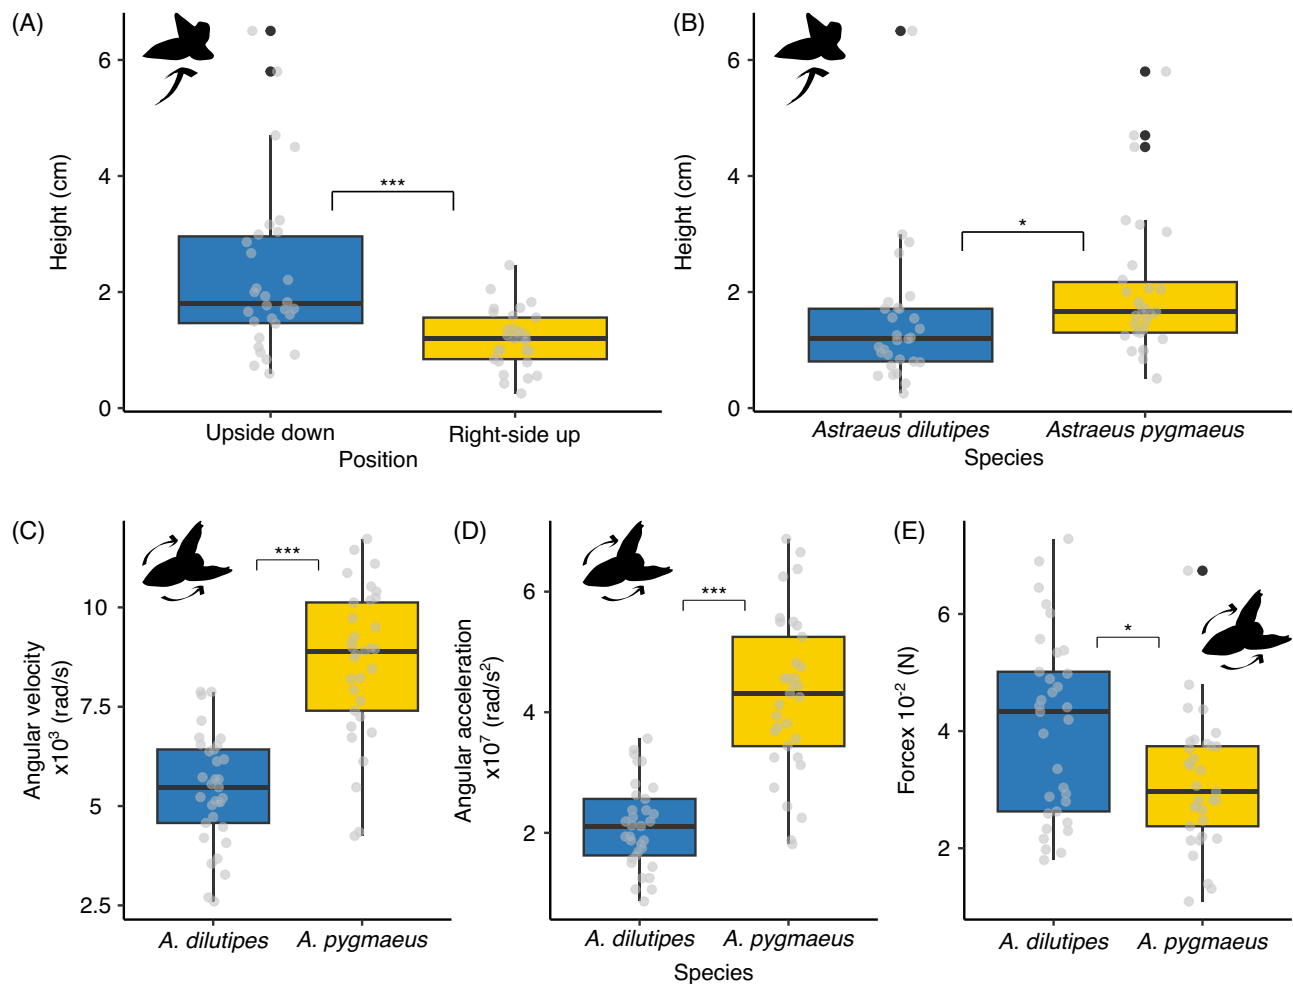 (A)
Height (cm)
6
4
2
0
***
Upside down
Right-side up
Position
(B)
Height (cm)
6
4
2
0
*
Astraeus dilutipes
Astraeus pygmaeus
Species
(C)
Angular velocity
x10³ (rad/s)
10
7.5
5
2.5
***
A. dilutipes
A. pygmaeus
(D)
Angular acceleration
x10⁷ (rad/s²)
6
4
2
***
A. dilutipes
A. pygmaeus
Species
(E)
Forcex 10⁻² (N)
6
4
2
*
A. dilutipes
A. pygmaeus